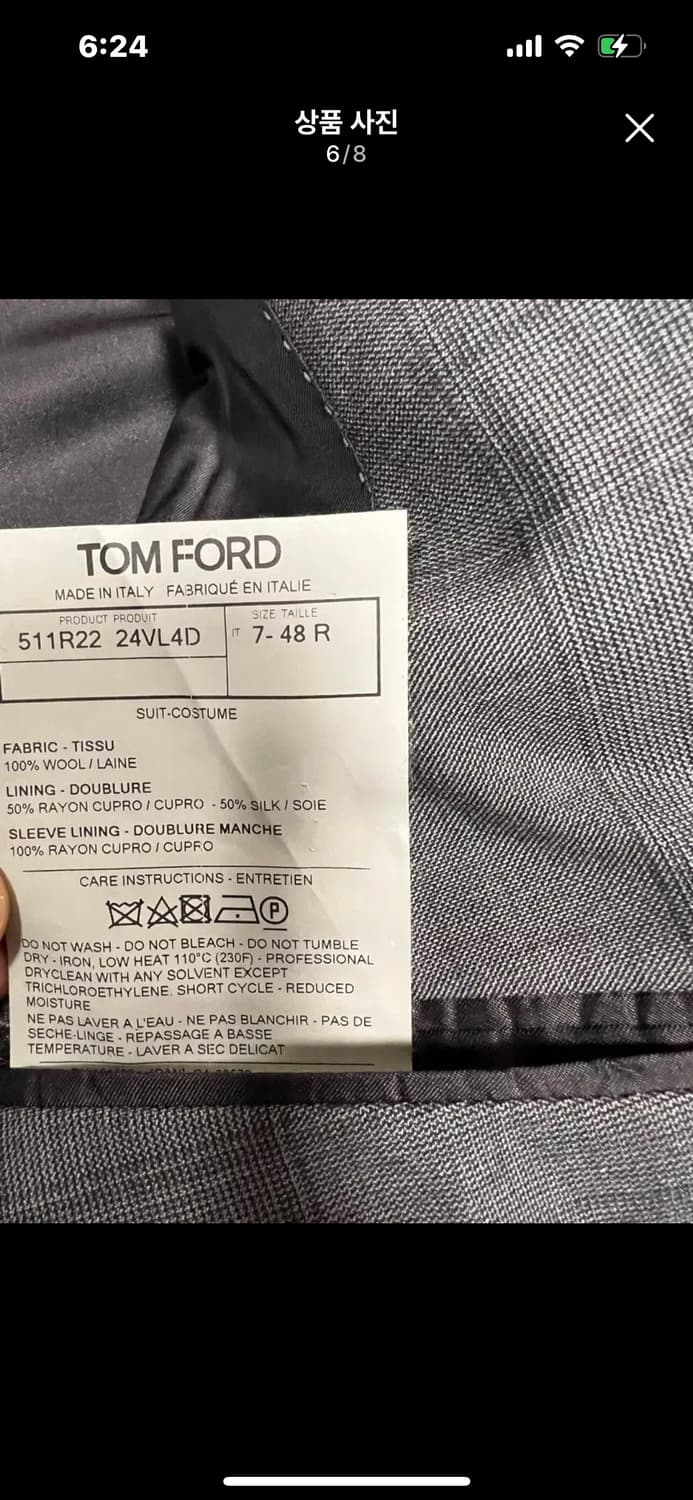 6:24
상품 사진
6/8
TOM FORD
MADE IN ITALY FABRIQUÉ EN ITALIE
PRODUCT PRODUIT
511R22 24VL4D
SIZE TAILLE
IT 7- 48 R
SUIT-COSTUME
FABRIC - TISSU
100% WOOL / LAINE
LINING - DOUBLURE
50% RAYON CUPRO / CUPRO - 50% SILK / SOIE
SLEEVE LINING - DOUBLURE MANCHE
100% RAYON CUPRO / CUPRO
CARE INSTRUCTIONS - ENTRETIEN
P
DO NOT WASH - DO NOT BLEACH - DO NOT TUMBLE
DRY - IRON, LOW HEAT 110°C (230F) - PROFESSIONAL
DRYCLEAN WITH ANY SOLVENT EXCEPT
TRICHLOROETHYLENE. SHORT CYCLE - REDUCED
MOISTURE
NE PAS LAVER A L'EAU - NE PAS BLANCHIR - PAS DE
SECHE-LINGE - REPASSAGE A BASSE
TEMPERATURE - LAVER A SEC DELICAT